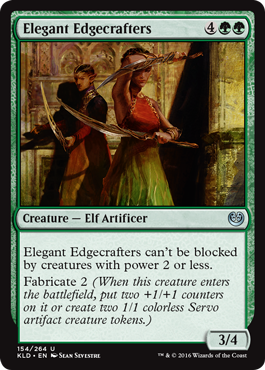 Elegant Edgecrafters 4
Creature — Elf Artificer
Elegant Edgecrafters can't be blocked
by creatures with power 2 or less.
Fabricate 2 (When this creature enters
the battlefield, put two +1/+1 counters
on it or create two 1/1 colorless Servo
artifact creature tokens.)
3/4
154/264 U
KLD • EN SEAN SILVESTRE ™ & © 2016 Wizards of the Coast